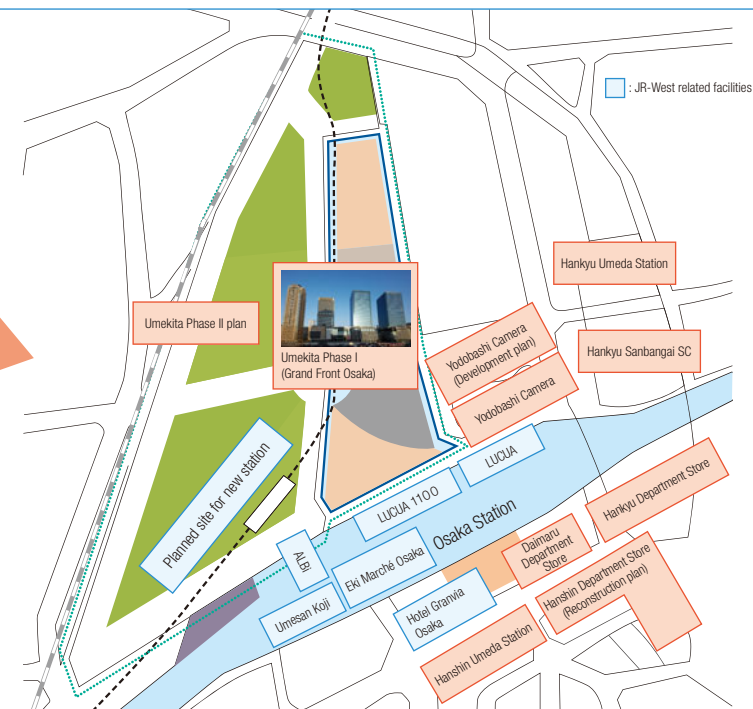 : JR-West related facilities
Hankyu Umeda Station
Umekita Phase II plan
Umekita Phase I
(Grand Front Osaka)
Yodobashi Camera
(Development plan)
Hankyu Sanbangai SC
Yodobashi Camera
LUCUA
LUCUA 1100
Planned site for new station
Osaka Station
Hankyu Department Store
ALBi
Eki Marché Osaka
Daimaru
Department
Store
Umesan Koji
Hotel Granvia
Osaka
Hanshin Department Store
(Reconstruction plan)
Hanshin Umeda Station